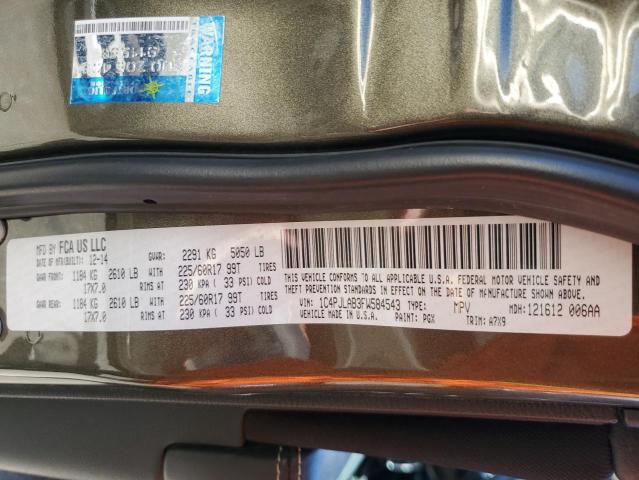 WARNING
MFD BY FCA US LLC
DATE OF MFR(BUILT): 12-14 GVWR: 2291 KG 5050 LB
GAWR FRONT: 1184 KG 2610 LB WITH 225/60R17 99T TIRES
17X7.0 RIMS AT 230 KPA ( 33 PSI) COLD
GAWR REAR: 1184 KG 2610 LB WITH 225/60R17 99T TIRES
17X7.0 RIMS AT 230 KPA ( 33 PSI) COLD
THIS VEHICLE CONFORMS TO ALL APPLICABLE U.S.A. FEDERAL MOTOR VEHICLE SAFETY AND
THEFT PREVENTION STANDARDS IN EFFECT ON THE DATE OF MANUFACTURE SHOWN ABOVE.
VIN: 1C4PJLAB3FW584543 TYPE: MPV MDH: 121612 006AA
VEHICLE MADE IN U.S.A. PAINT: PGX TRIM: A7X9